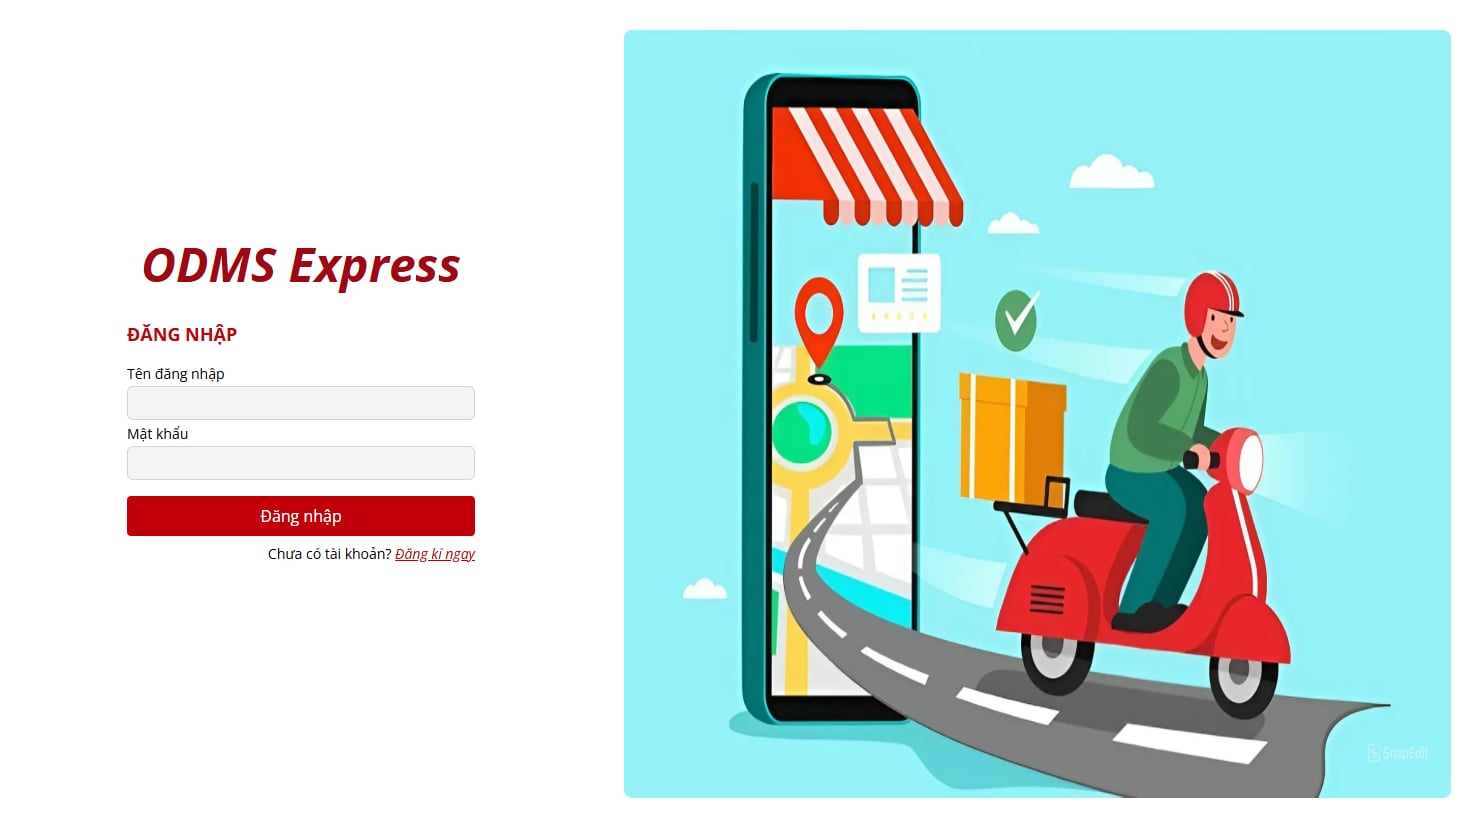 ODMS Express
ĐĂNG NHẬP
Tên đăng nhập
Mật khẩu
Đăng nhập
Chưa có tài khoản? Đăng kí ngay
SnapEdit